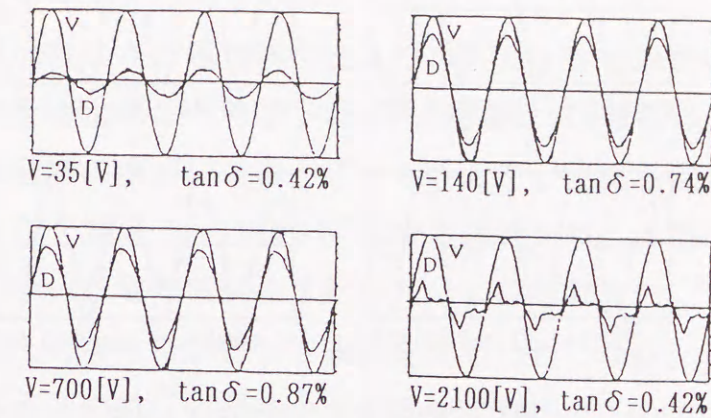 V
D
V=35[V], tanδ=0.42%
V
D
V=140[V], tanδ=0.74%
V
D
V=700[V], tanδ=0.87%
V
D
V=2100[V], tanδ=0.42%